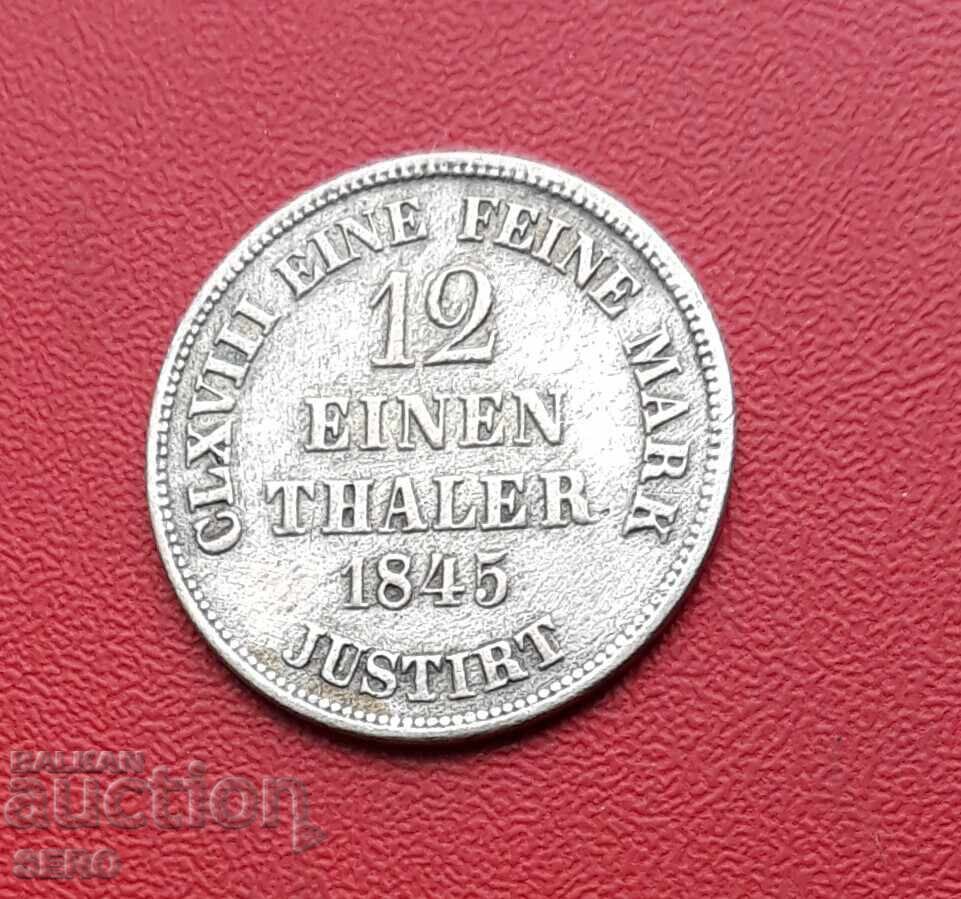 CLXVIII EINE FEINE MARK
12
EINEN
THALER
1845
JUSTIRT
BALKAN
auction
SERO